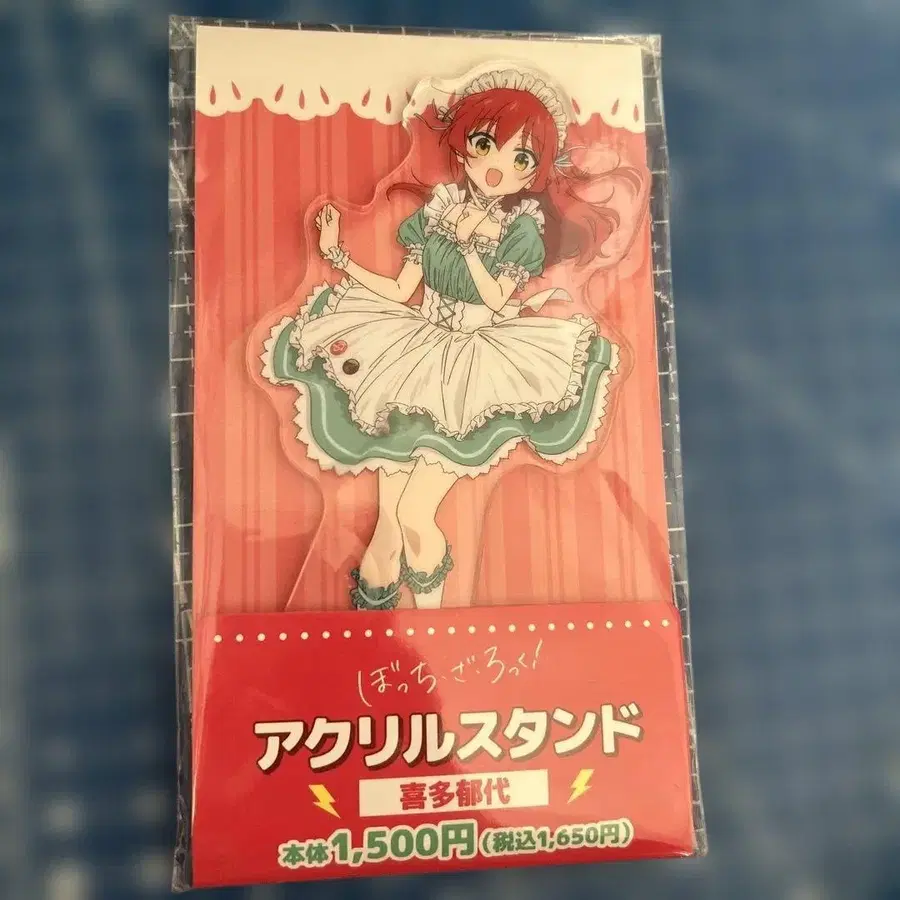 ぼっち・ざ・ろっく!
アクリルスタンド
喜多郁代
本体1,500円(税込1,650円)